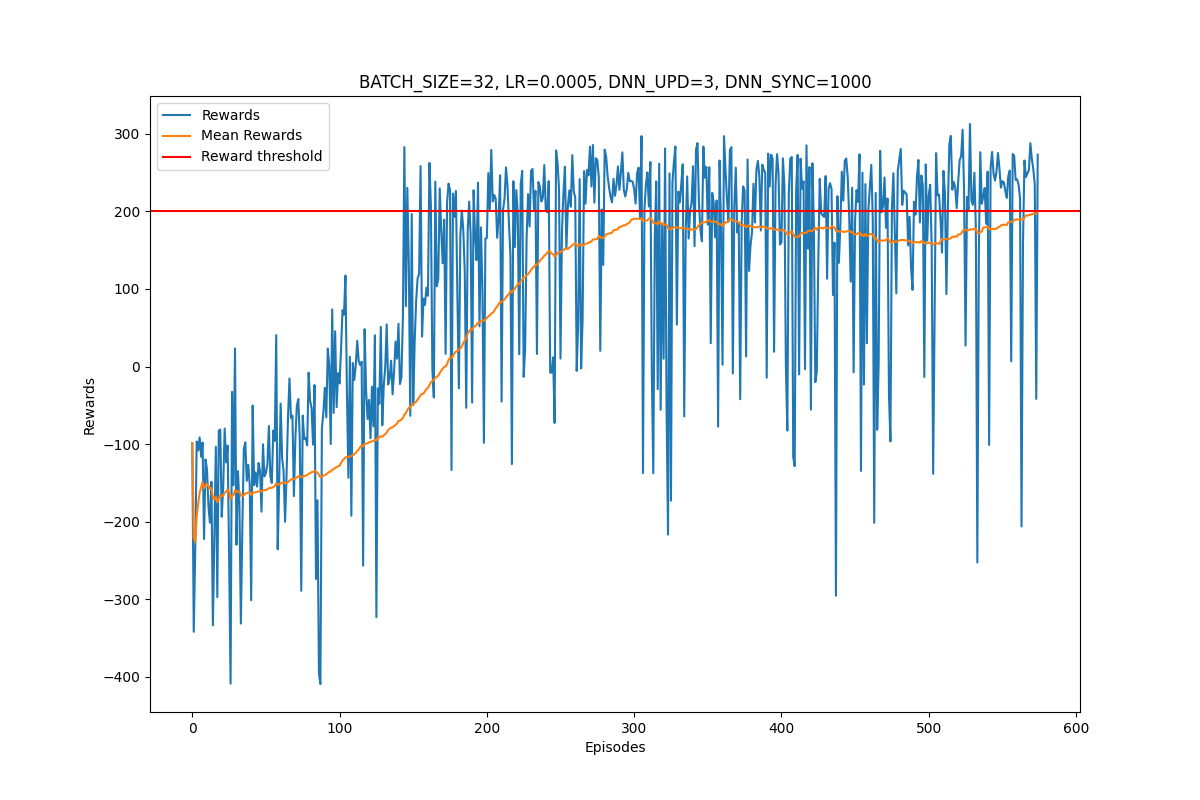 BATCH_SIZE=32, LR=0.0005, DNN_UPD=3, DNN_SYNC=1000
Rewards
Mean Rewards
Reward threshold
300
200
100
0
−100
−200
−300
−400
Rewards
0 100 200 300 400 500 600
Episodes